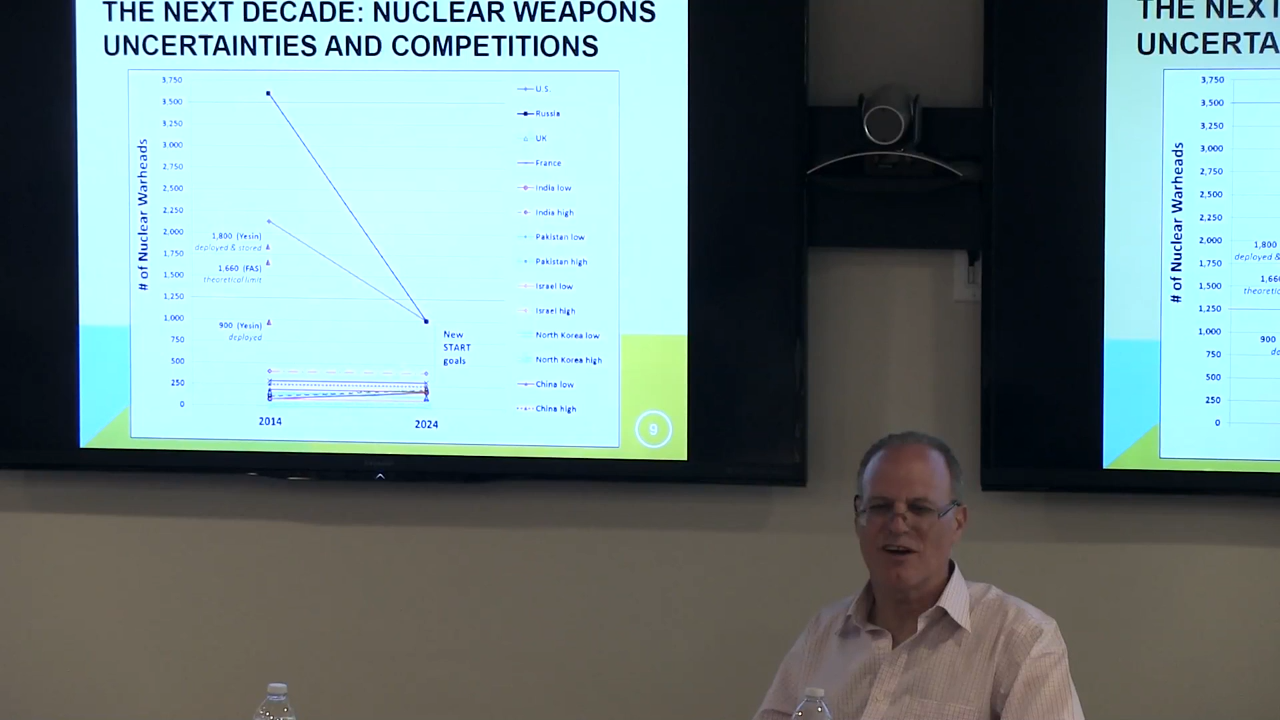 THE NEXT DECADE: NUCLEAR WEAPONS
UNCERTAINTIES AND COMPETITIONS
# of Nuclear Warheads
3,750
3,500
3,250
3,000
2,750
2,500
2,250
2,000
1,750
1,500
1,250
1,000
750
500
250
0
1,800 (Yesin)
deployed & stored
1,660 (FAS)
theoretical limit
900 (Yesin)
deployed
New
START
goals
2014
2024
U.S.
Russia
UK
France
India low
India high
Pakistan low
Pakistan high
Israel low
Israel high
North Korea low
North Korea high
China low
China high
9
THE NEXT
UNCERTA
# of Nuclear Warheads
3,750
3,500
3,250
3,000
2,750
2,500
2,250
2,000
1,750
1,500
1,250
1,000
750
500
250
0
1,800
deployed &
1,660
theoretic
900
de